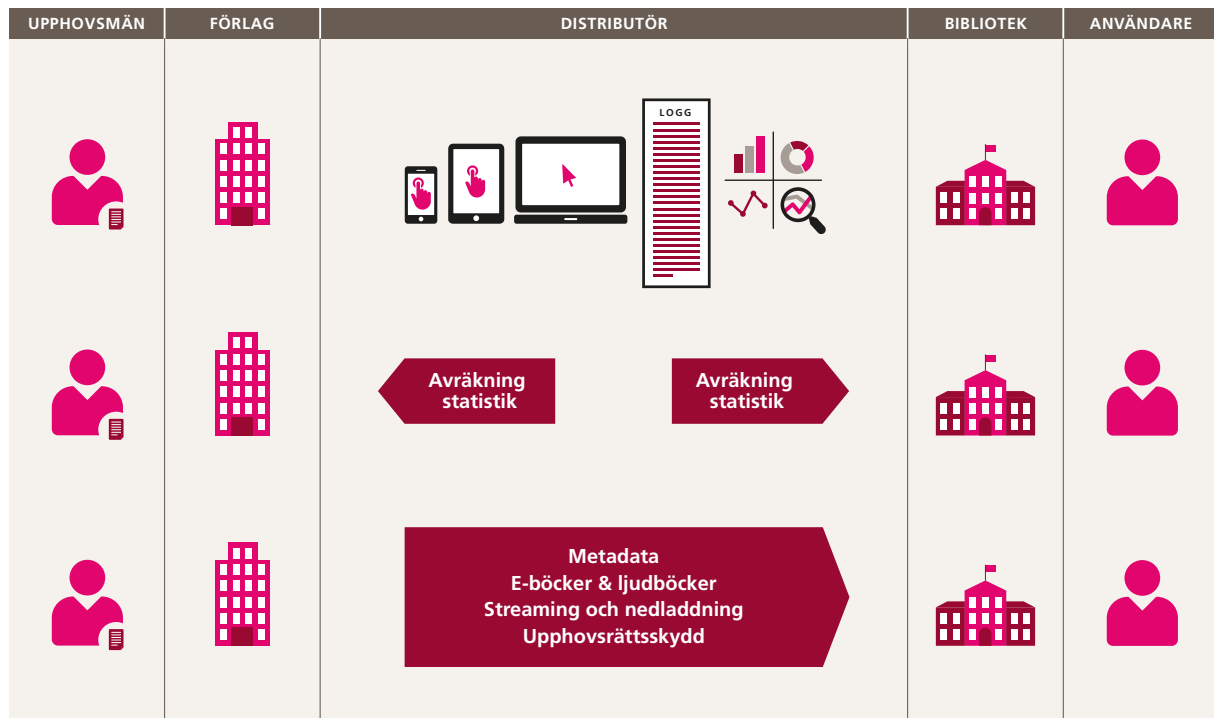 UPPHOVSMÄN
FÖRLAG
DISTRIBUTÖR
BIBLIOTEK
ANVÄNDARE
LOGG
Avräkning
statistik
Avräkning
statistik
Metadata
E-böcker & ljudböcker
Streaming och nedladdning
Upphovsrättsskydd